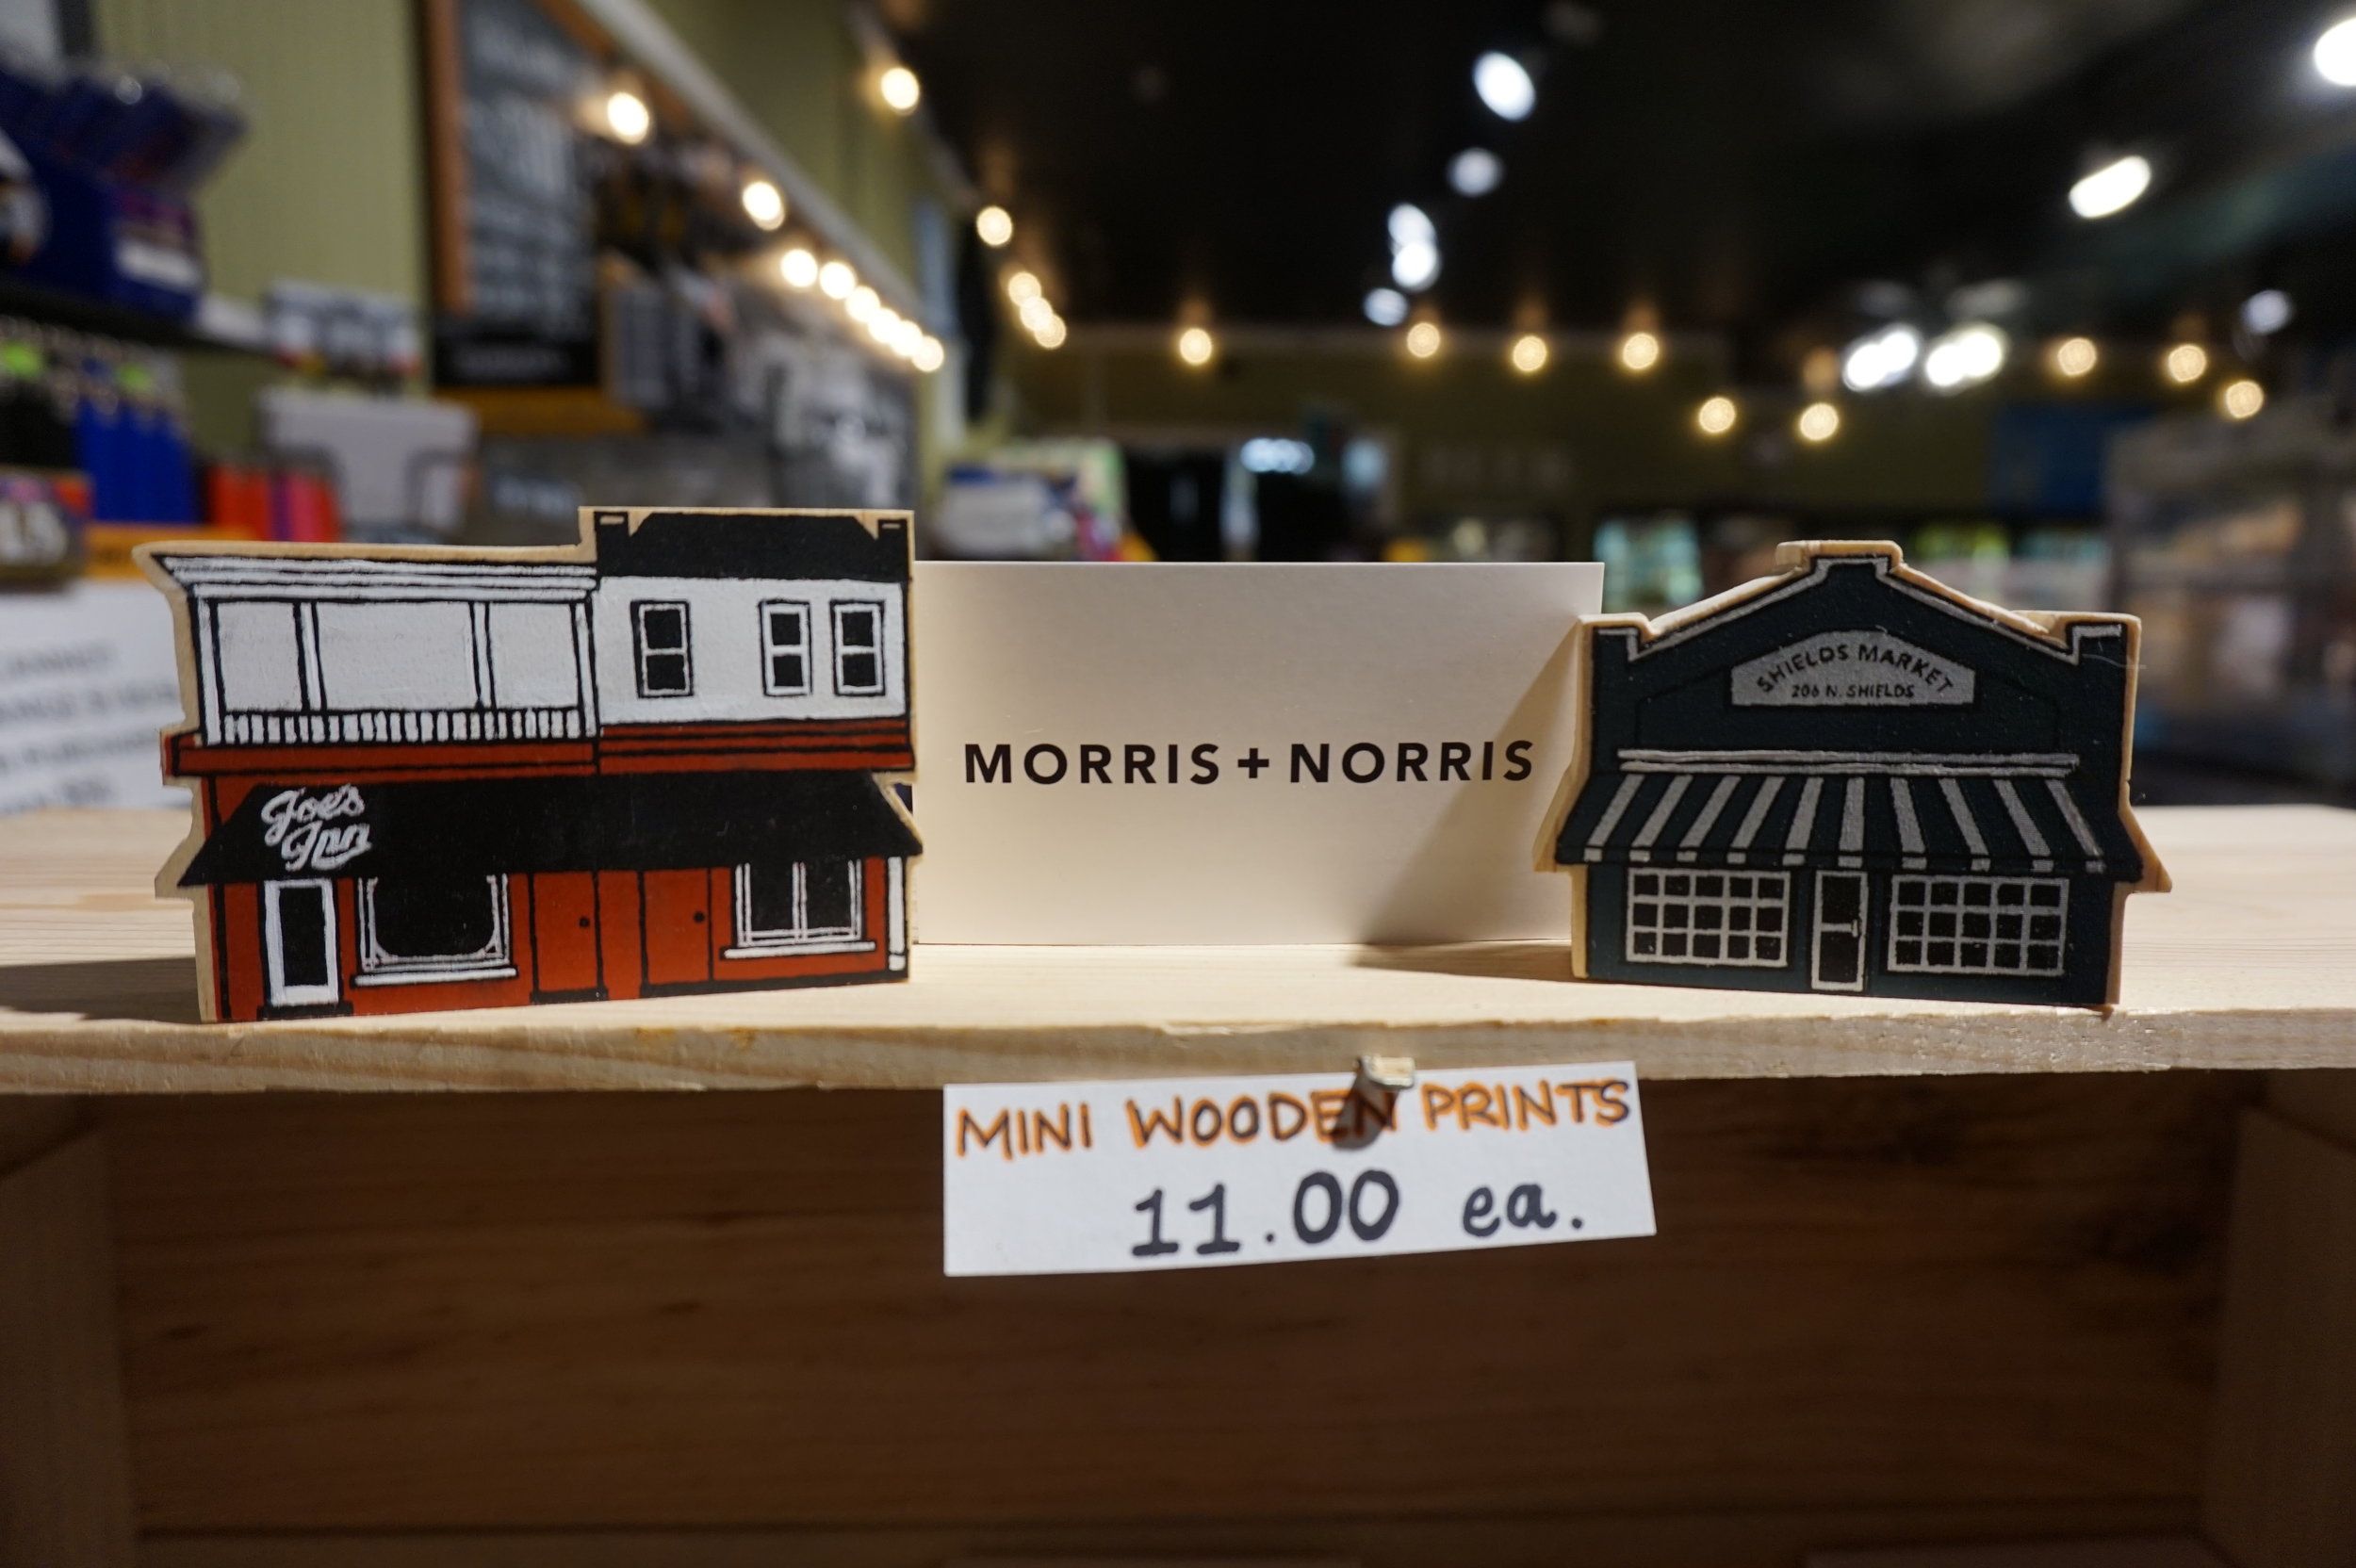 Joe's
Inn
MORRIS + NORRIS
SHIELDS MARKET
206 N. SHIELDS
MINI WOODEN PRINTS
11.00 ea.